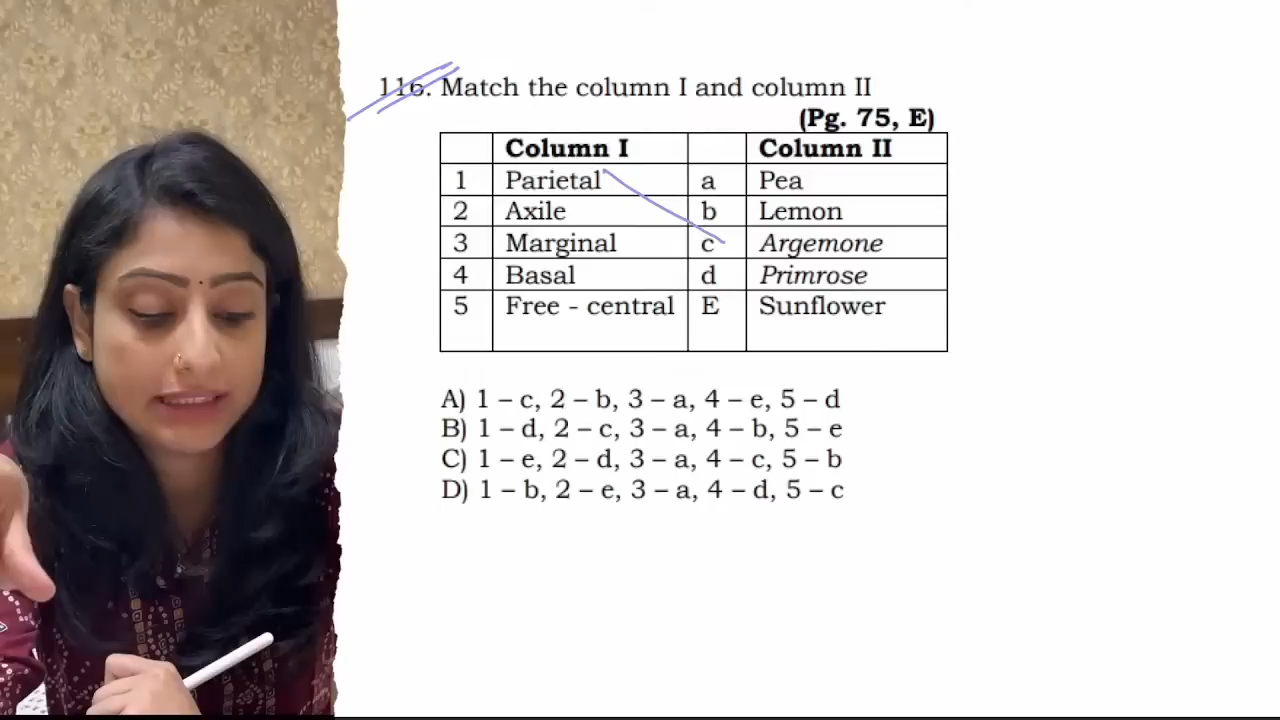 116. Match the column I and column II
(Pg. 75, E)
Column I Column II
1 Parietal a Pea
2 Axile b Lemon
3 Marginal c Argemone
4 Basal d Primrose
5 Free - central E Sunflower
A) 1 – c, 2 – b, 3 – a, 4 – e, 5 – d
B) 1 – d, 2 – c, 3 – a, 4 – b, 5 – e
C) 1 – e, 2 – d, 3 – a, 4 – c, 5 – b
D) 1 – b, 2 – e, 3 – a, 4 – d, 5 – c